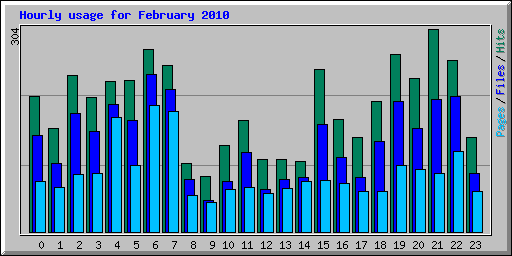 Hourly usage for February 2010
304
Pages/Files/Hits
0 1 2 3 4 5 6 7 8 9 10 11 12 13 14 15 16 17 18 19 20 21 22 23